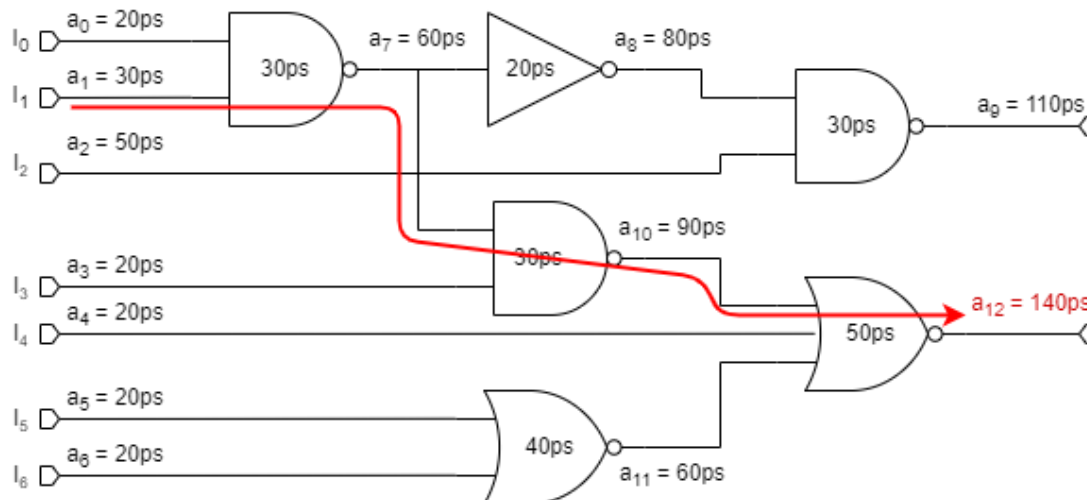 I0 a0 = 20ps
30ps
a7 = 60ps
20ps
a8 = 80ps
I1 a1 = 30ps
30ps
a9 = 110ps
I2 a2 = 50ps
30ps
a10 = 90ps
I3 a3 = 20ps
I4 a4 = 20ps
50ps
a12 = 140ps
I5 a5 = 20ps
40ps
I6 a6 = 20ps
a11 = 60ps